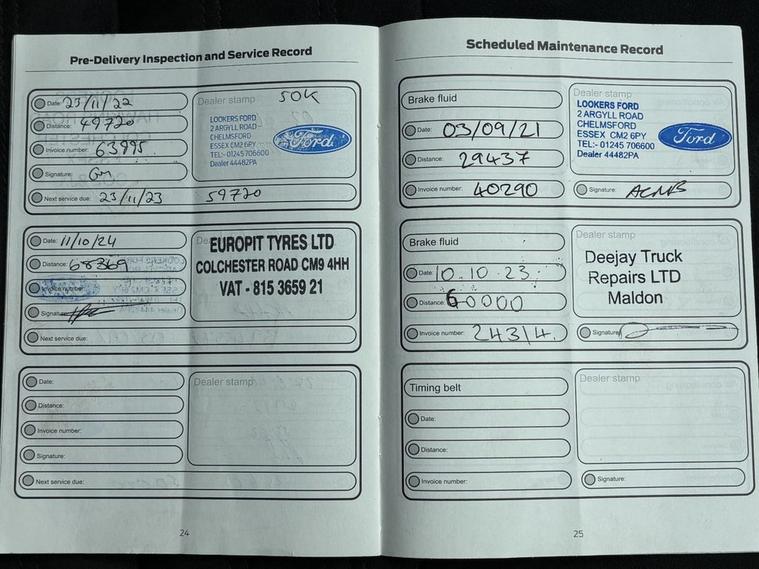 Pre-Delivery Inspection and Service Record
Date: 23/11/22
Distance: 49720
Invoice number: 63995
Signature:
Next service due: 23/11/23 59720
Dealer stamp 50K
LOOKERS FORD
2 ARGYLL ROAD
CHELMSFORD
ESSEX CM2 6PY
TEL:- 01245 706600
Dealer 44482PA
Ford
Date: 11/10/24
Distance: 68369
Invoice number:
Signature:
Next service due:
EUROPIT TYRES LTD
COLCHESTER ROAD CM9 4HH
VAT - 815 3659 21
Date:
Distance:
Invoice number:
Signature:
Next service due:
Dealer stamp
24
Scheduled Maintenance Record
Brake fluid
Date: 03/09/21
Distance: 29437
Invoice number: 40290
Dealer stamp
LOOKERS FORD
2 ARGYLL ROAD
CHELMSFORD
ESSEX CM2 6PY
TEL:- 01245 706600
Dealer 44482PA
Ford
Signature:
Brake fluid
Date: 10.10.23.
Distance: 60000
Invoice number: 24314.
Dealer stamp
Deejay Truck
Repairs LTD
Maldon
Signature:
Timing belt
Date:
Distance:
Invoice number:
Dealer stamp
Signature:
25